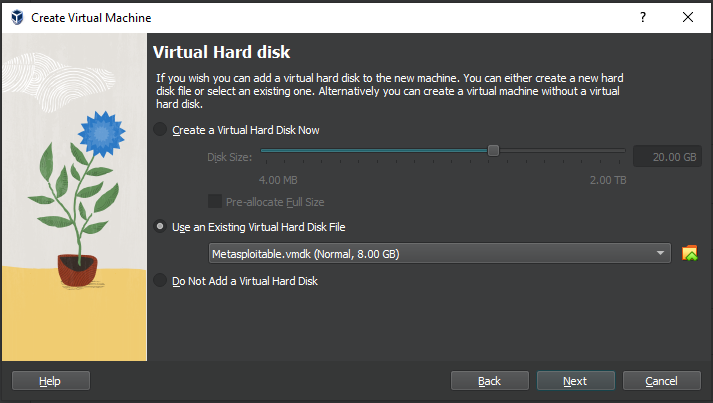 Create Virtual Machine
?
Virtual Hard disk
If you wish you can add a virtual hard disk to the new machine. You can either create a new hard
disk file or select an existing one. Alternatively you can create a virtual machine without a virtual
hard disk.
Create a Virtual Hard Disk Now
Disk Size:
20.00 GB
4.00 MB
2.00 TB
Pre-allocate Full Size
Use an Existing Virtual Hard Disk File
Metasploitable.vmdk (Normal, 8.00 GB)
Do Not Add a Virtual Hard Disk
Help
Back
Next
Cancel